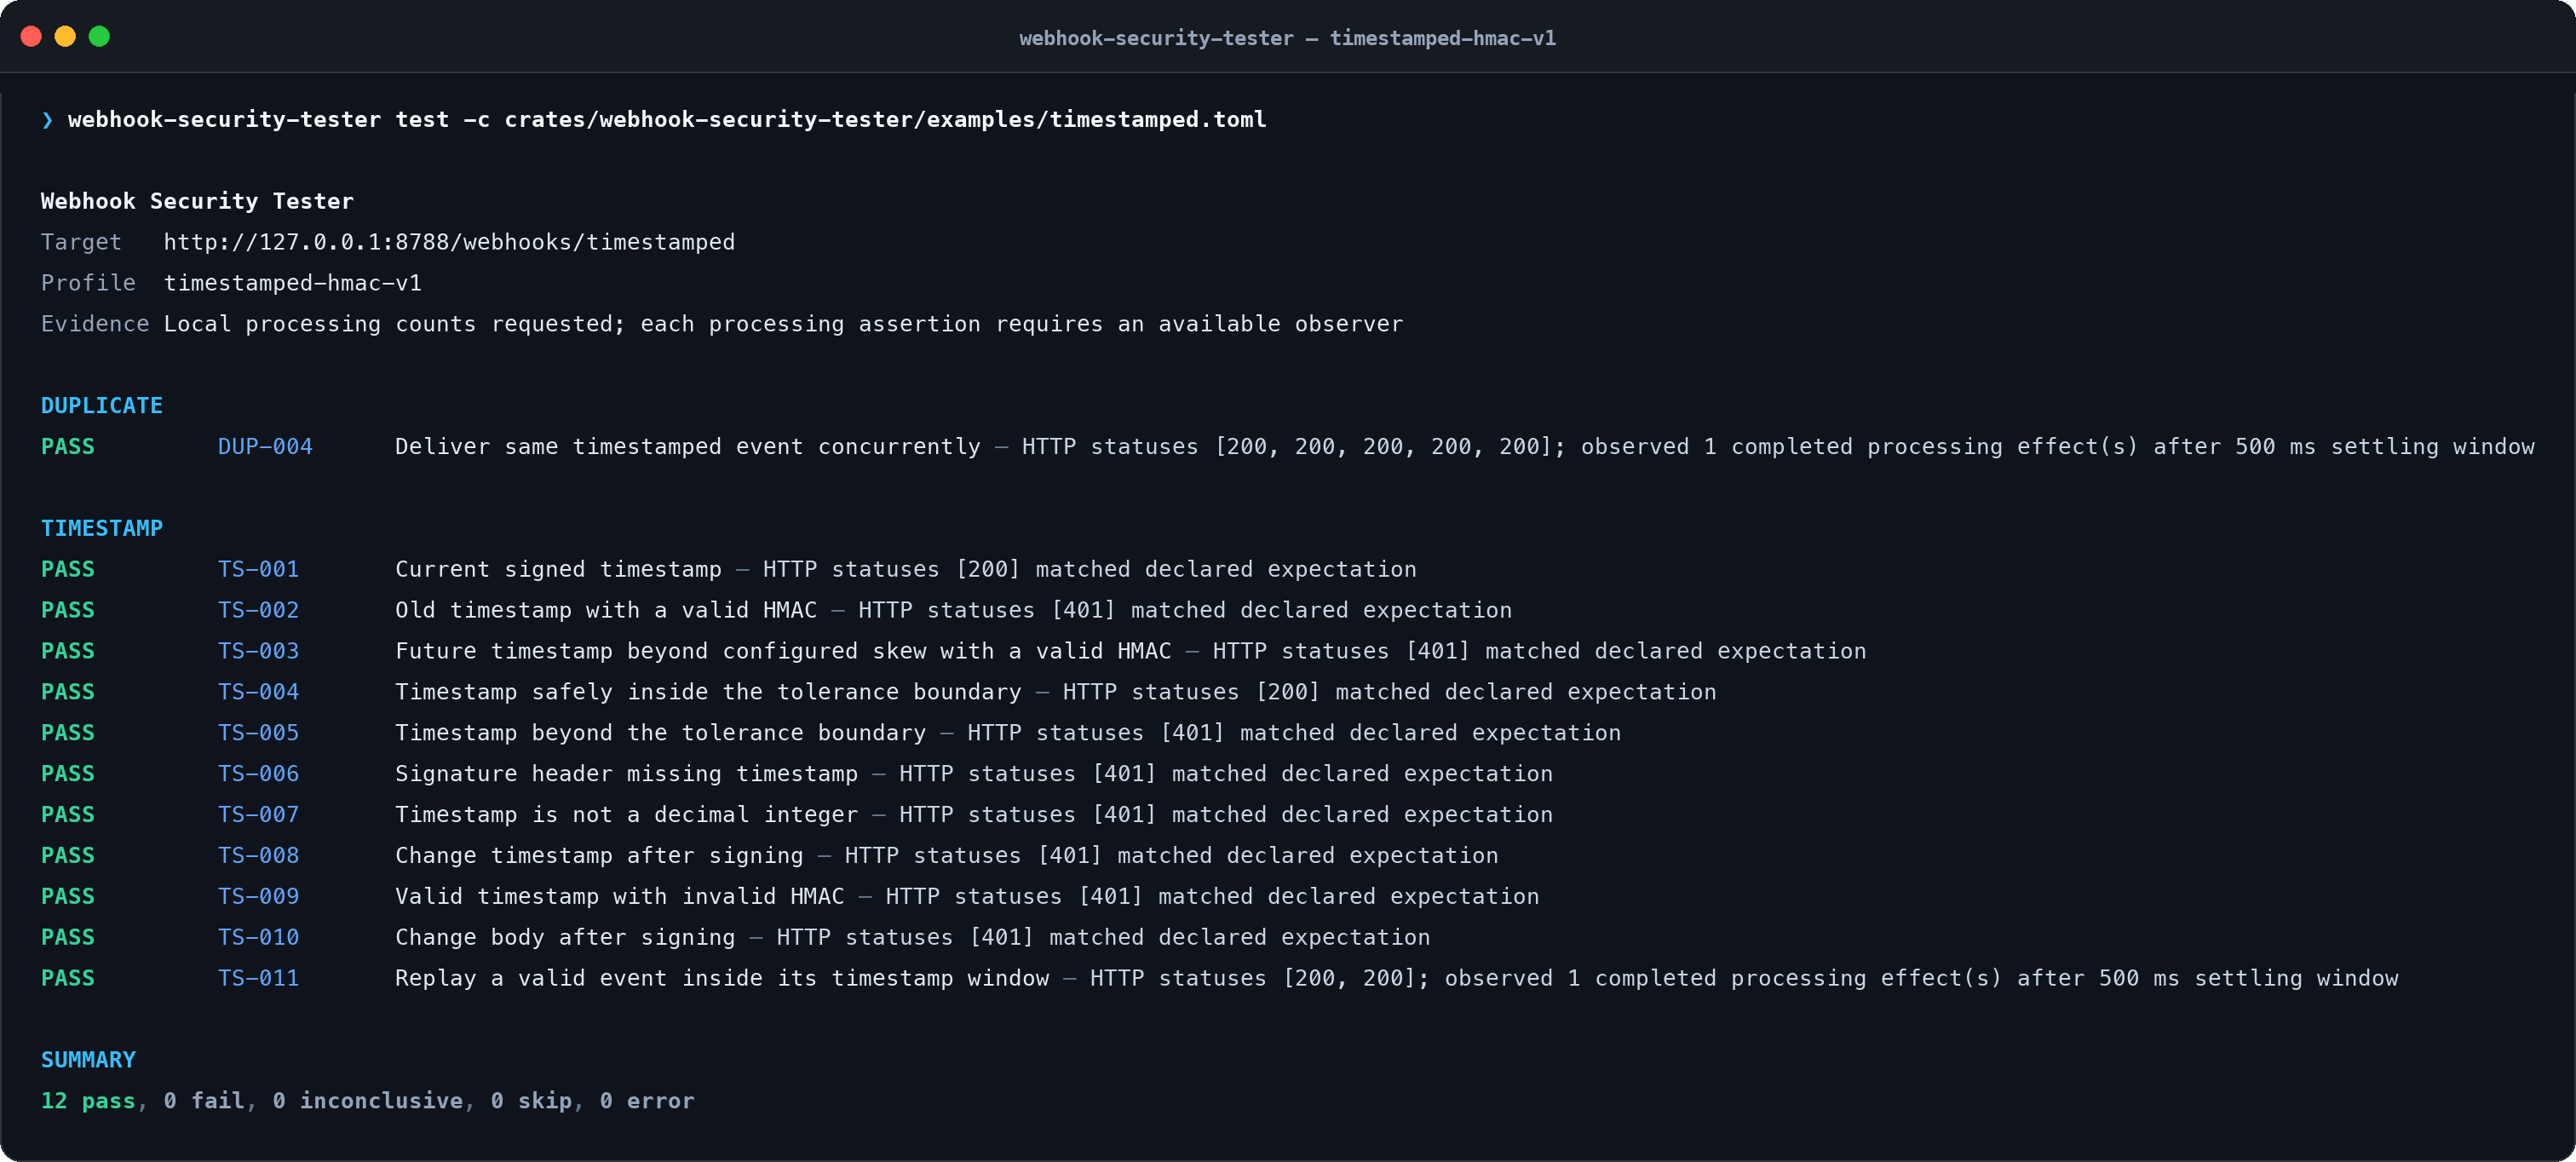 webhook-security-tester — timestamped-hmac-v1
❯ webhook-security-tester test -c crates/webhook-security-tester/examples/timestamped.toml
Webhook Security Tester
Target   http://127.0.0.1:8788/webhooks/timestamped
Profile  timestamped-hmac-v1
Evidence Local processing counts requested; each processing assertion requires an available observer
DUPLICATE
PASS         DUP-004      Deliver same timestamped event concurrently — HTTP statuses [200, 200, 200, 200, 200]; observed 1 completed processing effect(s) after 500 ms settling window
TIMESTAMP
PASS         TS-001       Current signed timestamp — HTTP statuses [200] matched declared expectation
PASS         TS-002       Old timestamp with a valid HMAC — HTTP statuses [401] matched declared expectation
PASS         TS-003       Future timestamp beyond configured skew with a valid HMAC — HTTP statuses [401] matched declared expectation
PASS         TS-004       Timestamp safely inside the tolerance boundary — HTTP statuses [200] matched declared expectation
PASS         TS-005       Timestamp beyond the tolerance boundary — HTTP statuses [401] matched declared expectation
PASS         TS-006       Signature header missing timestamp — HTTP statuses [401] matched declared expectation
PASS         TS-007       Timestamp is not a decimal integer — HTTP statuses [401] matched declared expectation
PASS         TS-008       Change timestamp after signing — HTTP statuses [401] matched declared expectation
PASS         TS-009       Valid timestamp with invalid HMAC — HTTP statuses [401] matched declared expectation
PASS         TS-010       Change body after signing — HTTP statuses [401] matched declared expectation
PASS         TS-011       Replay a valid event inside its timestamp window — HTTP statuses [200, 200]; observed 1 completed processing effect(s) after 500 ms settling window
SUMMARY
12 pass, 0 fail, 0 inconclusive, 0 skip, 0 error